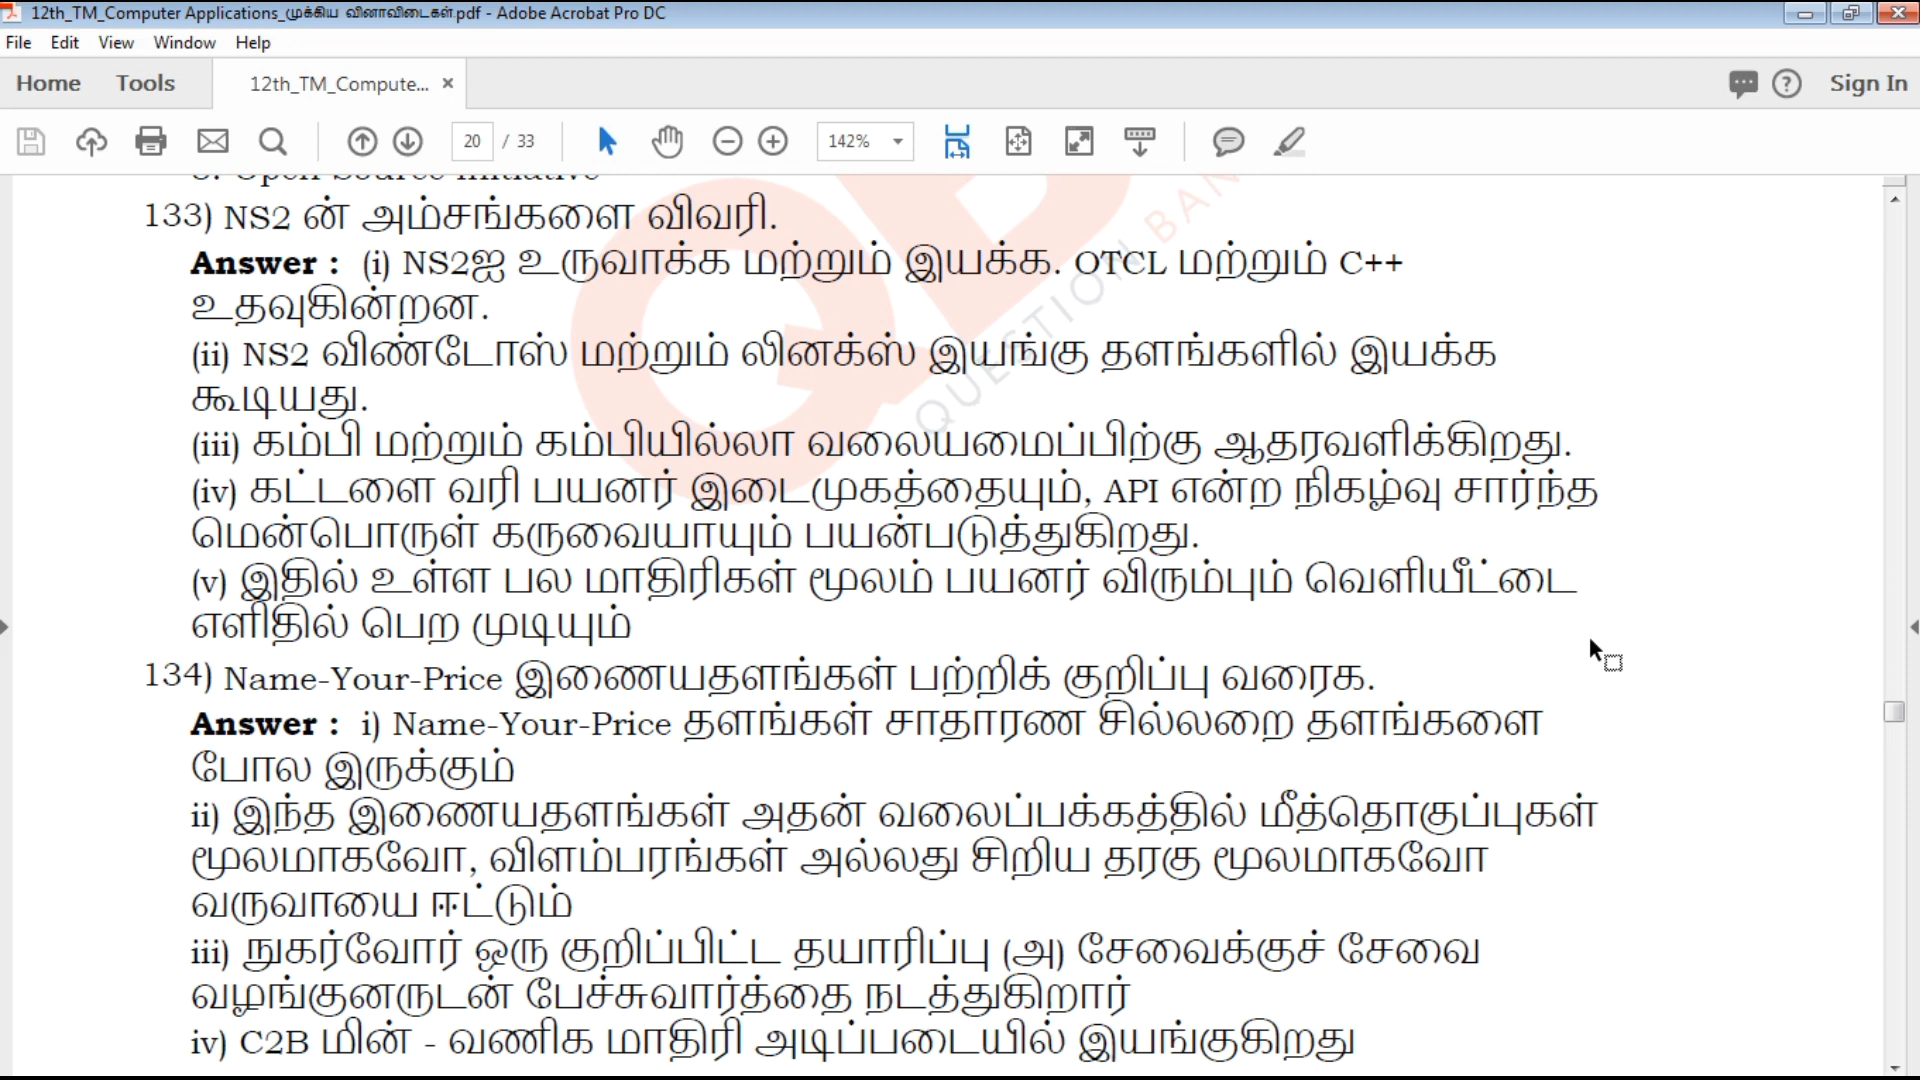 12th_TM_Computer Applications_முக்கிய வினாவிடைகள்.pdf - Adobe Acrobat Pro DC
File Edit View Window Help
Home Tools 12th_TM_Compute... × Sign In
20 / 33 142%
3. Open Source Initiative
133) NS2 ன் அம்சங்களை விவரி.
Answer : (i) NS2ஐ உருவாக்க மற்றும் இயக்க. OTCL மற்றும் C++
உதவுகின்றன.
(ii) NS2 விண்டோஸ் மற்றும் லினக்ஸ் இயங்கு தளங்களில் இயக்க
கூடியது.
(iii) கம்பி மற்றும் கம்பியில்லா வலையமைப்பிற்கு ஆதரவளிக்கிறது.
(iv) கட்டளை வரி பயனர் இடைமுகத்தையும், API என்ற நிகழ்வு சார்ந்த
மென்பொருள் கருவையாயும் பயன்படுத்துகிறது.
(v) இதில் உள்ள பல மாதிரிகள் மூலம் பயனர் விரும்பும் வெளியீட்டை
எளிதில் பெற முடியும்
134) Name-Your-Price இணையதளங்கள் பற்றிக் குறிப்பு வரைக.
Answer : i) Name-Your-Price தளங்கள் சாதாரண சில்லறை தளங்களை
போல இருக்கும்
ii) இந்த இணையதளங்கள் அதன் வலைப்பக்கத்தில் மீத்தொகுப்புகள்
மூலமாகவோ, விளம்பரங்கள் அல்லது சிறிய தரகு மூலமாகவோ
வருவாயை ஈட்டும்
iii) நுகர்வோர் ஒரு குறிப்பிட்ட தயாரிப்பு (அ) சேவைக்குச் சேவை
வழங்குனருடன் பேச்சுவார்த்தை நடத்துகிறார்
iv) C2B மின் - வணிக மாதிரி அடிப்படையில் இயங்குகிறது
QUESTION BAN